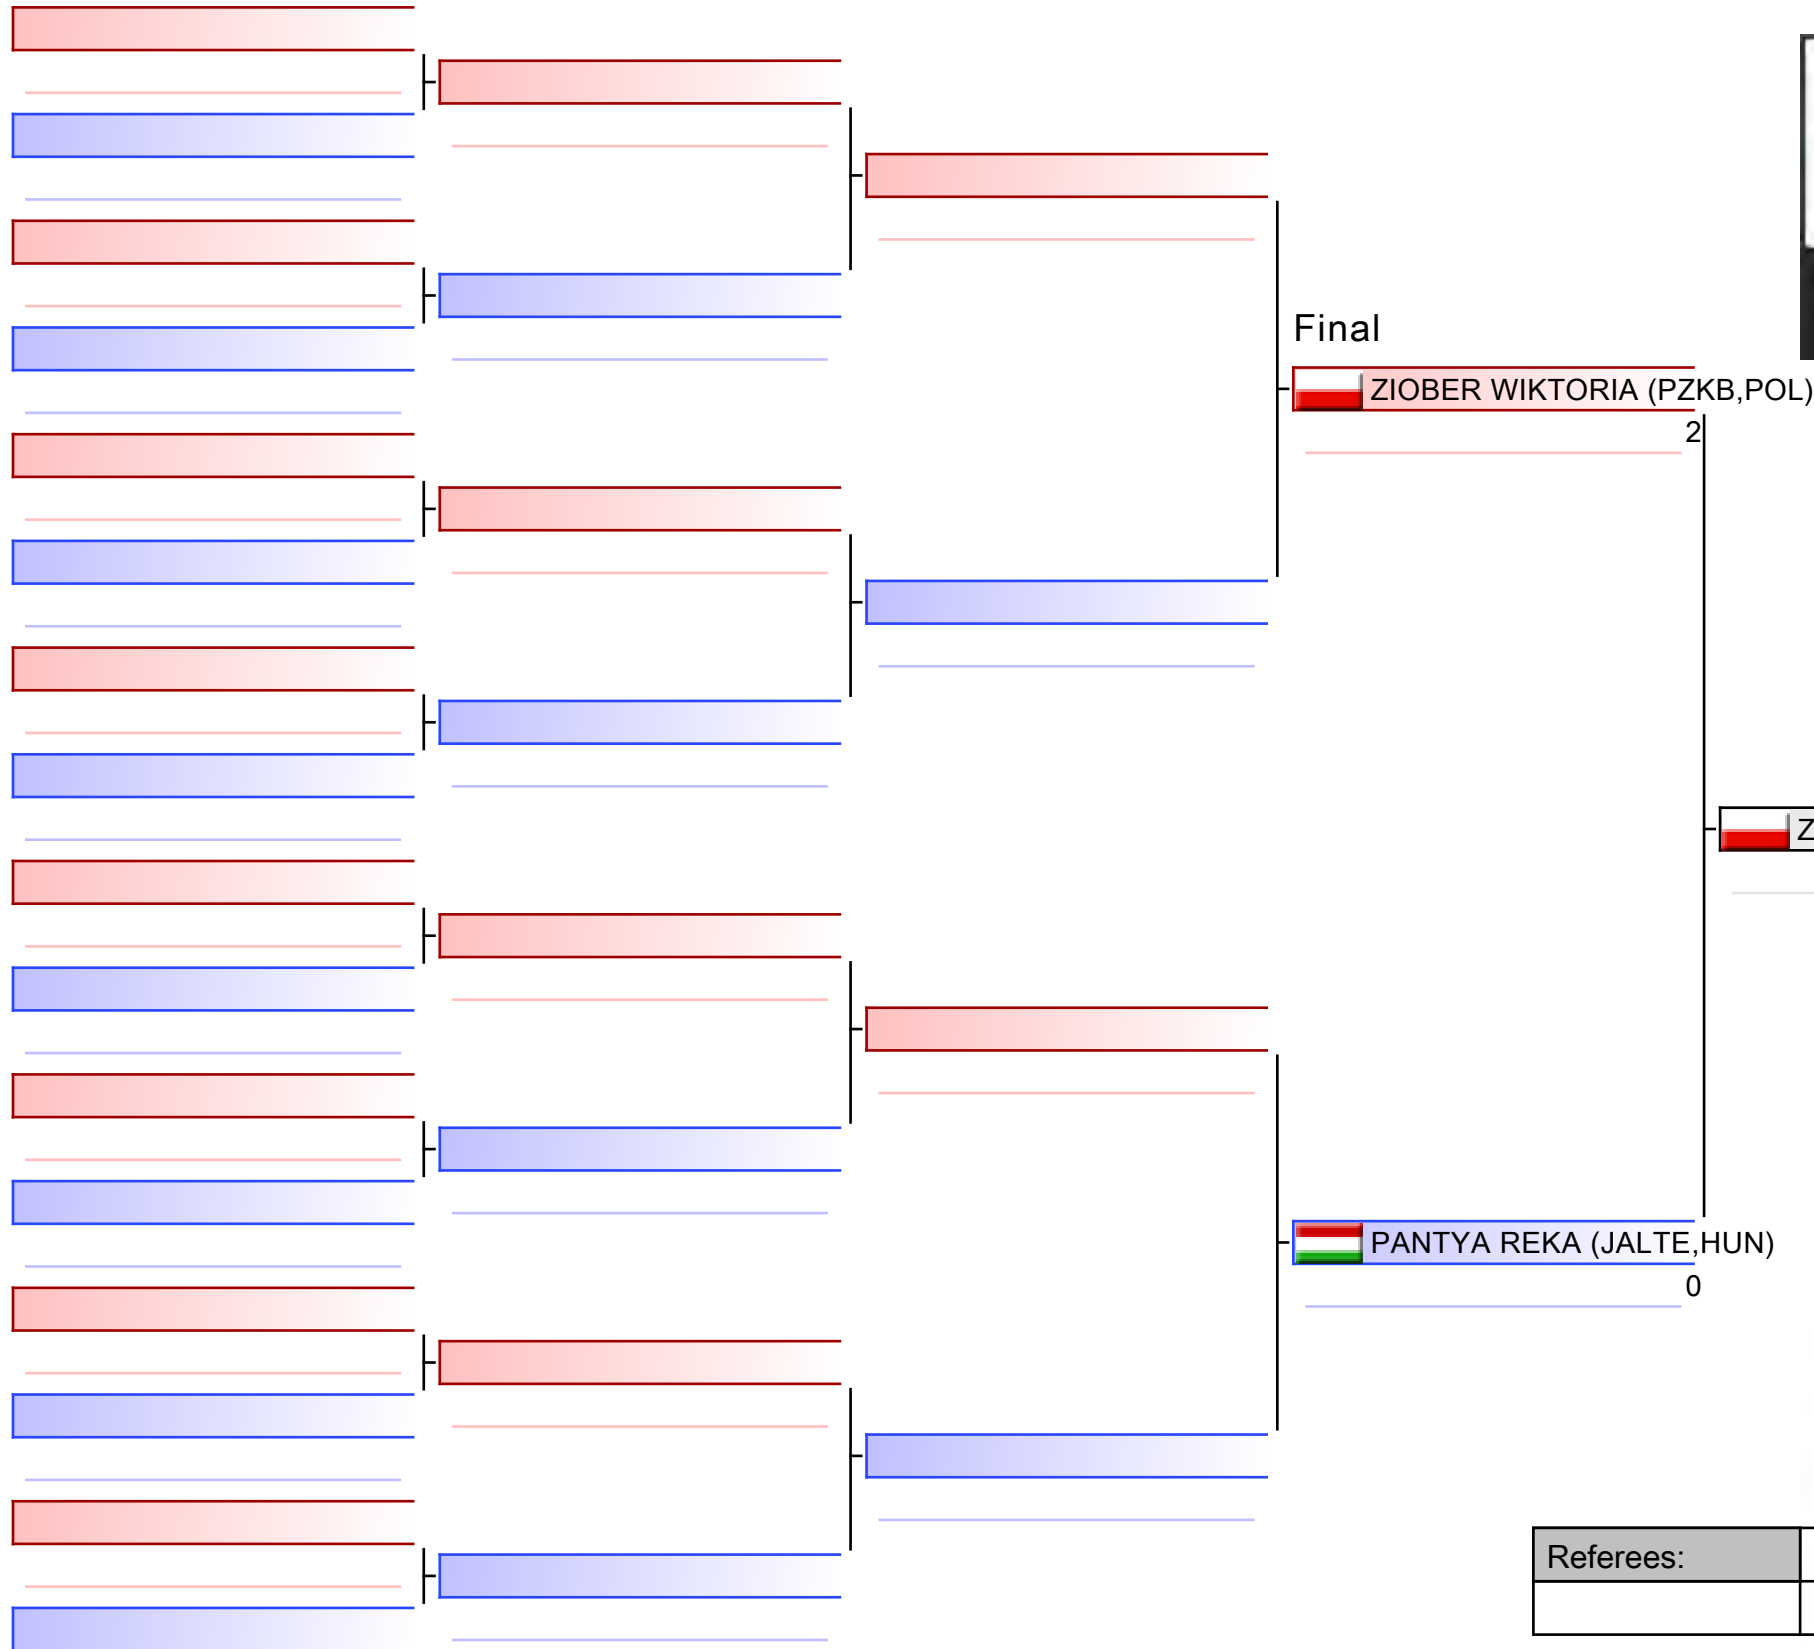 Final
ZIOBER WIKTORIA (PZKB,POL)
2
Z
PANTYA REKA (JALTE,HUN)
0
Referees: